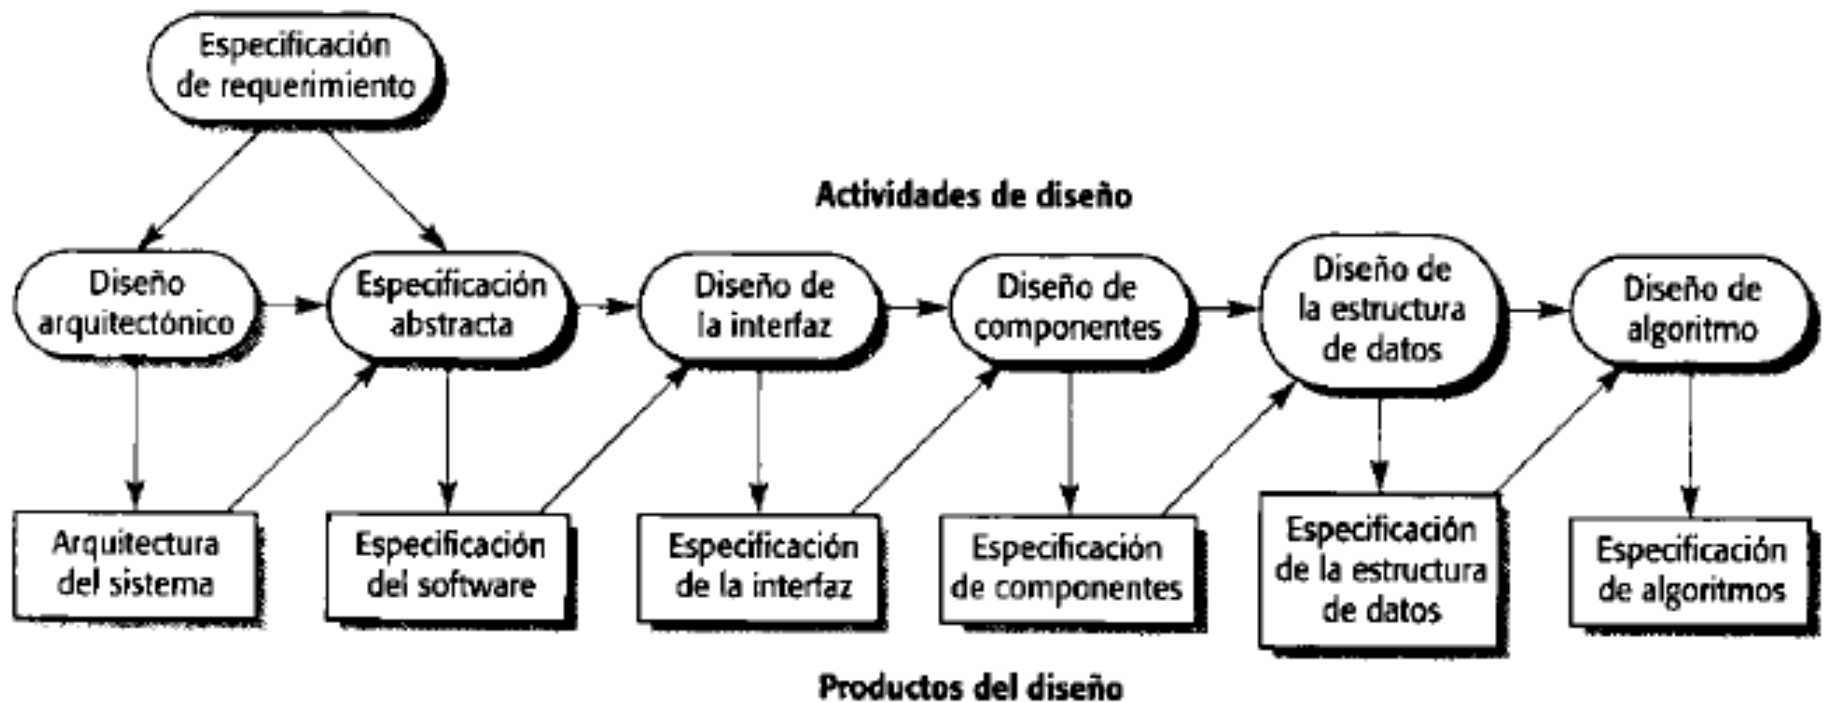 Especificación
de requerimiento
Actividades de diseño
Diseño
arquitectónico
Especificación
abstracta
Diseño de
la interfaz
Diseño de
componentes
Diseño de
la estructura
de datos
Diseño de
algoritmo
Arquitectura
del sistema
Especificación
del software
Especificación
de la interfaz
Especificación
de componentes
Especificación
de la estructura
de datos
Especificación
de algoritmos
Productos del diseño